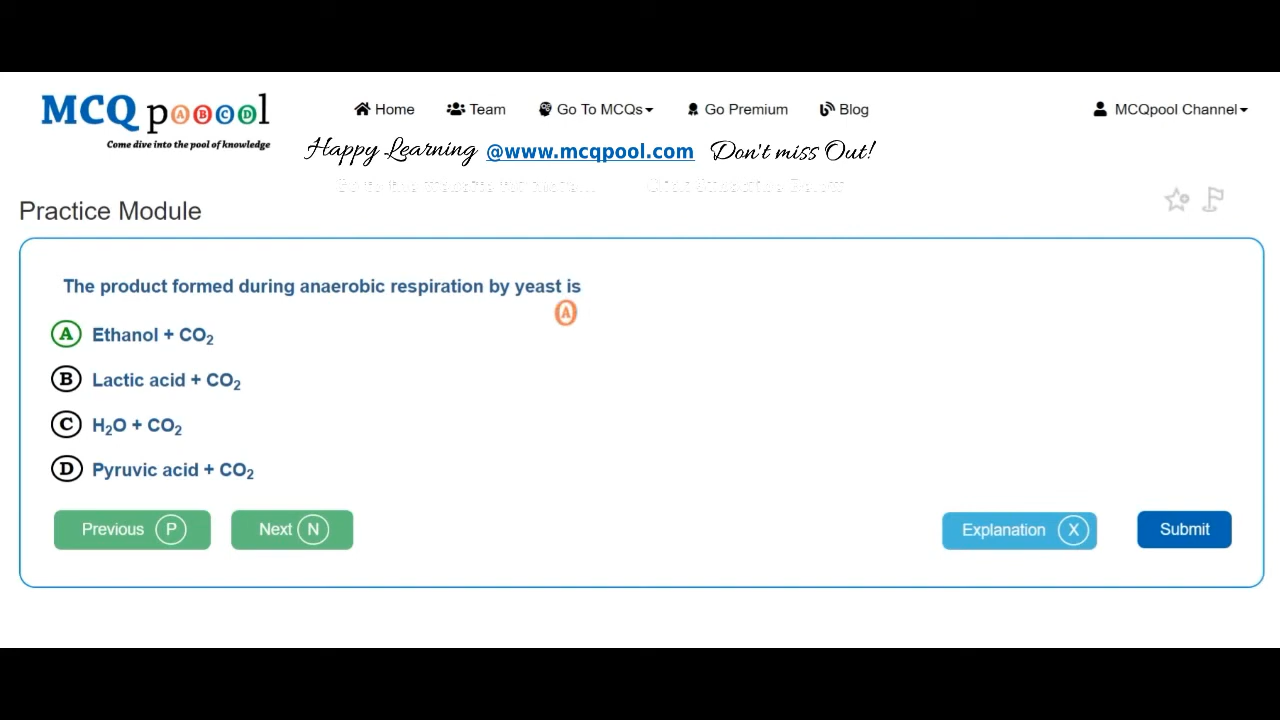 MCQ pABCDl
Come dive into the pool of knowledge
Home Team Go To MCQs Go Premium Blog MCQpool Channel
Happy Learning @www.mcqpool.com Don't miss Out!
Practice Module
The product formed during anaerobic respiration by yeast is
A
A Ethanol + CO₂
B Lactic acid + CO₂
C H₂O + CO₂
D Pyruvic acid + CO₂
Previous P Next N Explanation X Submit